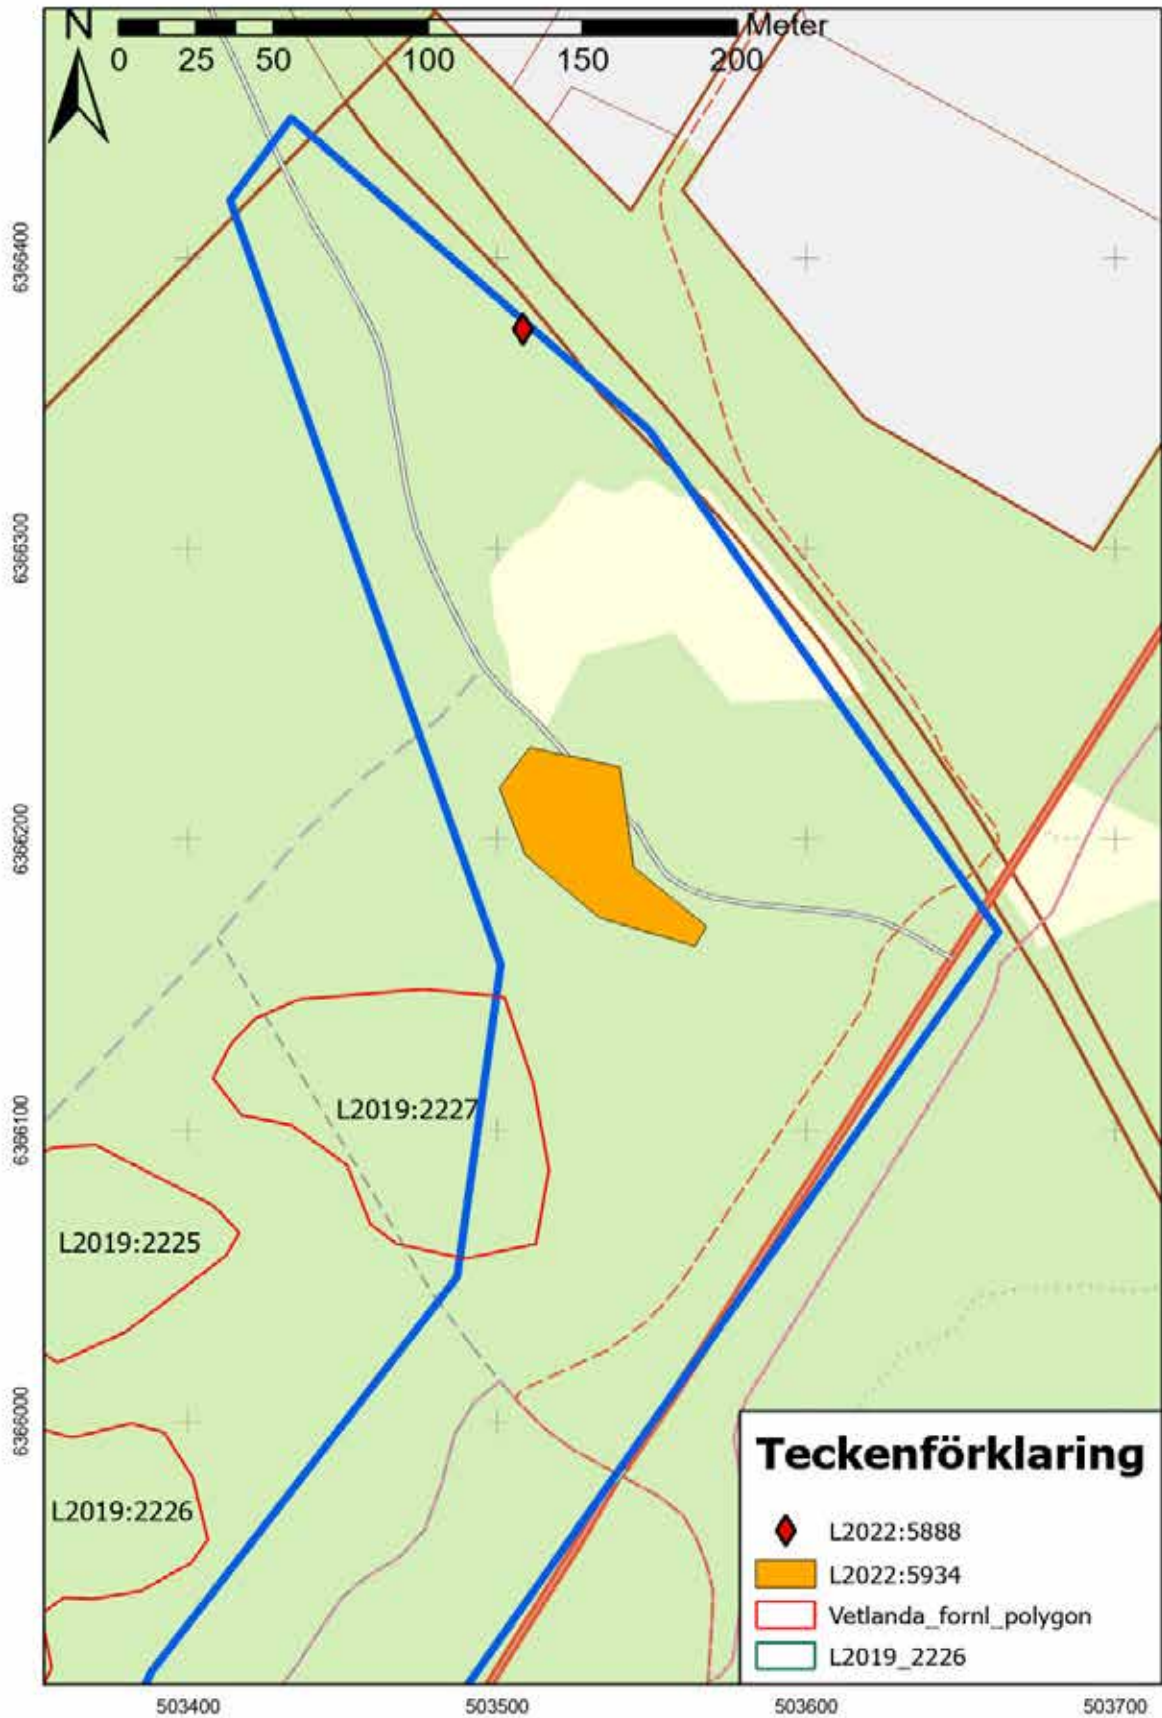 N
Meter
0 25 50 100 150 200
6366400
6366300
6366200
6366100
6366000
L2019:2227
L2019:2225
L2019:2226
Teckenförklaring
L2022:5888
L2022:5934
Vetlanda_fornl_polygon
L2019_2226
503400 503500 503600 503700